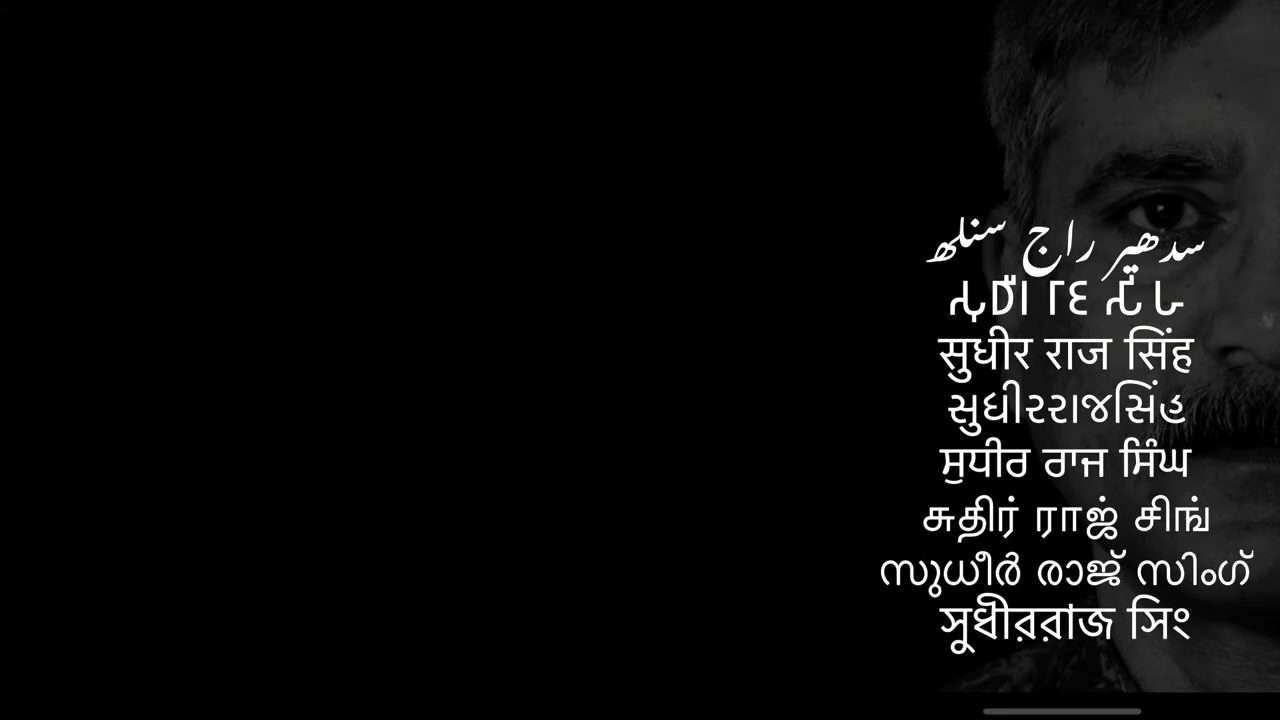 سدھیر راج سنلھ
सुधीर राज सिंह
સુધીરરાજસિંહ
ਸੁਧੀਰ ਰਾਜ ਸਿੰਘ
சுதிர் ராஜ் சிங்
സുധീർ രാജ് സിംഗ്
সুধীররাজ সিং